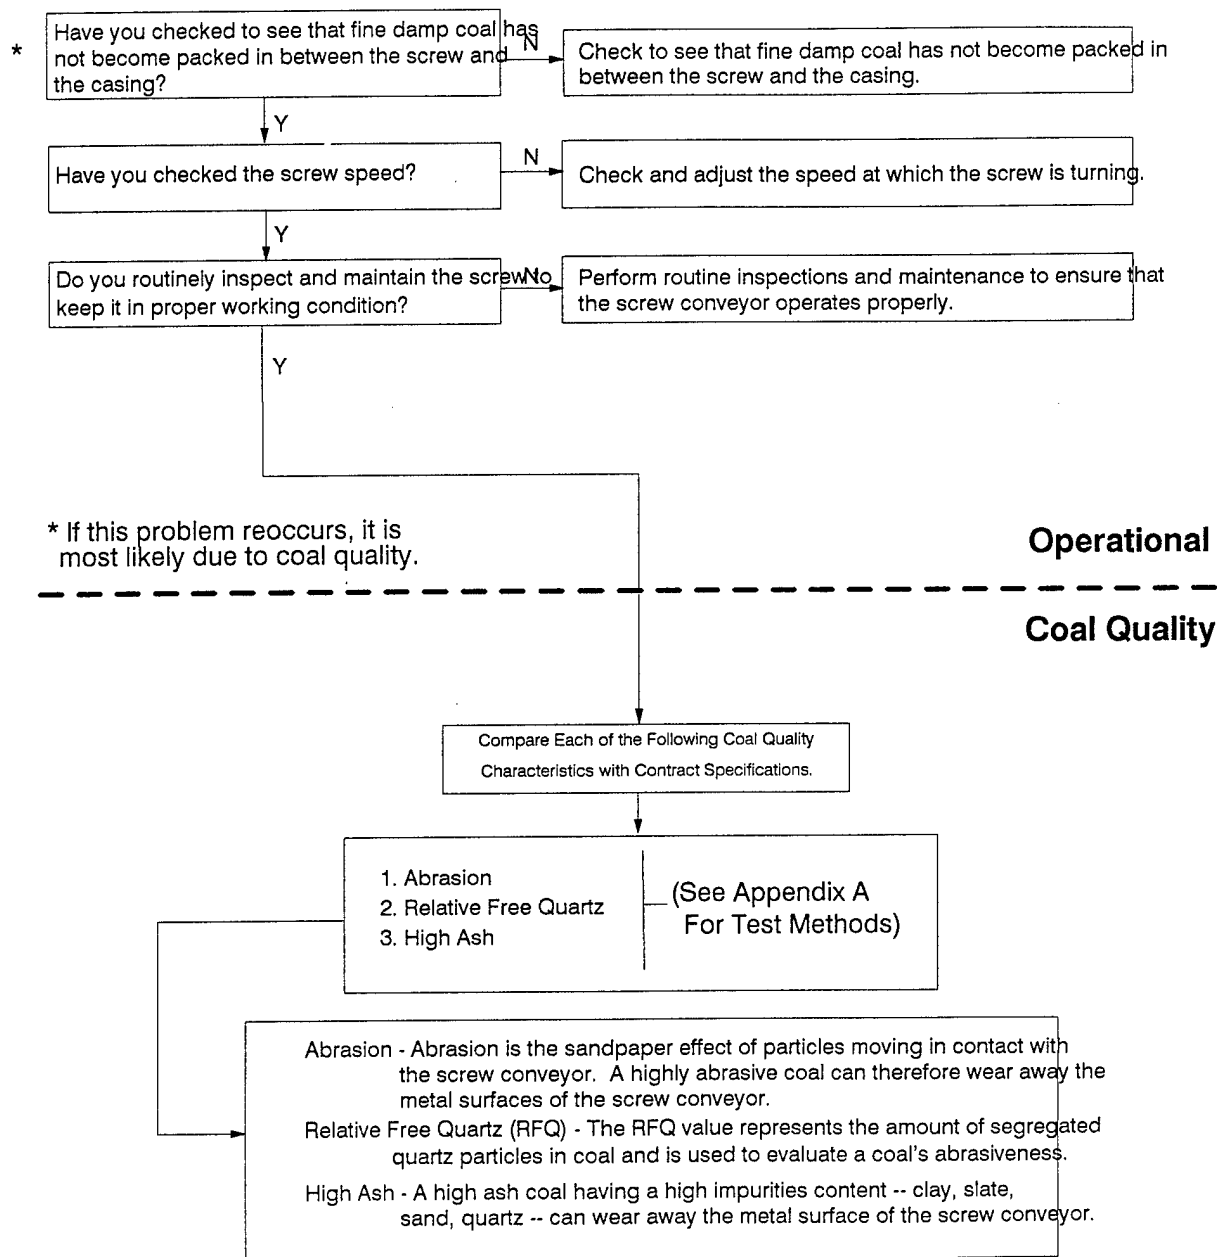 *
Have you checked to see that fine damp coal has
not become packed in between the screw and
the casing?
N
Check to see that fine damp coal has not become packed in
between the screw and the casing.
Y
Have you checked the screw speed?
N
Check and adjust the speed at which the screw is turning.
Y
Do you routinely inspect and maintain the screw to
keep it in proper working condition?
N
Perform routine inspections and maintenance to ensure that
the screw conveyor operates properly.
Y
* If this problem reoccurs, it is
most likely due to coal quality.
Operational
Coal Quality
Compare Each of the Following Coal Quality
Characteristics with Contract Specifications.
1. Abrasion
2. Relative Free Quartz
3. High Ash
(See Appendix A
For Test Methods)
Abrasion - Abrasion is the sandpaper effect of particles moving in contact with
the screw conveyor. A highly abrasive coal can therefore wear away the
metal surfaces of the screw conveyor.
Relative Free Quartz (RFQ) - The RFQ value represents the amount of segregated
quartz particles in coal and is used to evaluate a coal's abrasiveness.
High Ash - A high ash coal having a high impurities content -- clay, slate,
sand, quartz -- can wear away the metal surface of the screw conveyor.